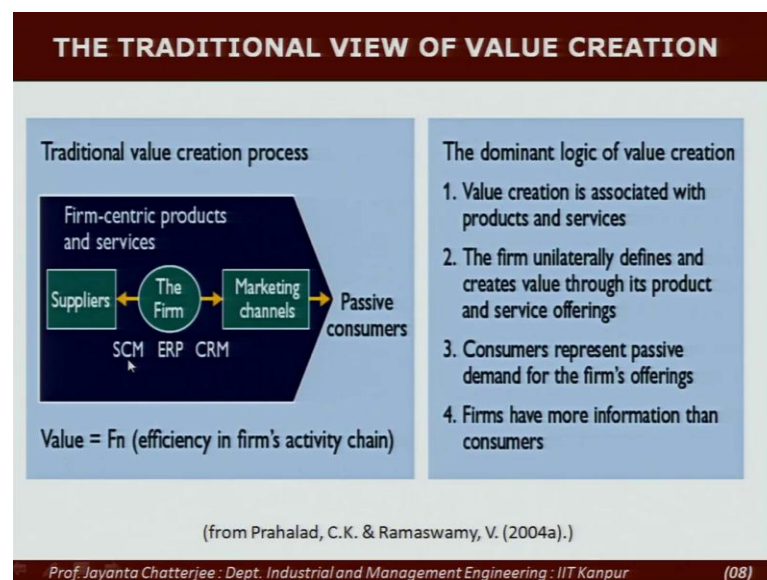 THE TRADITIONAL VIEW OF VALUE CREATION
Traditional value creation process
Firm-centric products
and services
Suppliers
The
Firm
Marketing
channels
Passive
consumers
SCM ERP CRM
Value = Fn (efficiency in firm's activity chain)
The dominant logic of value creation
1. Value creation is associated with
products and services
2. The firm unilaterally defines and
creates value through its product
and service offerings
3. Consumers represent passive
demand for the firm's offerings
4. Firms have more information than
consumers
(from Prahalad, C.K. & Ramaswamy, V. (2004a).)
Prof. Jayanta Chatterjee : Dept. Industrial and Management Engineering : IIT Kanpur (08)